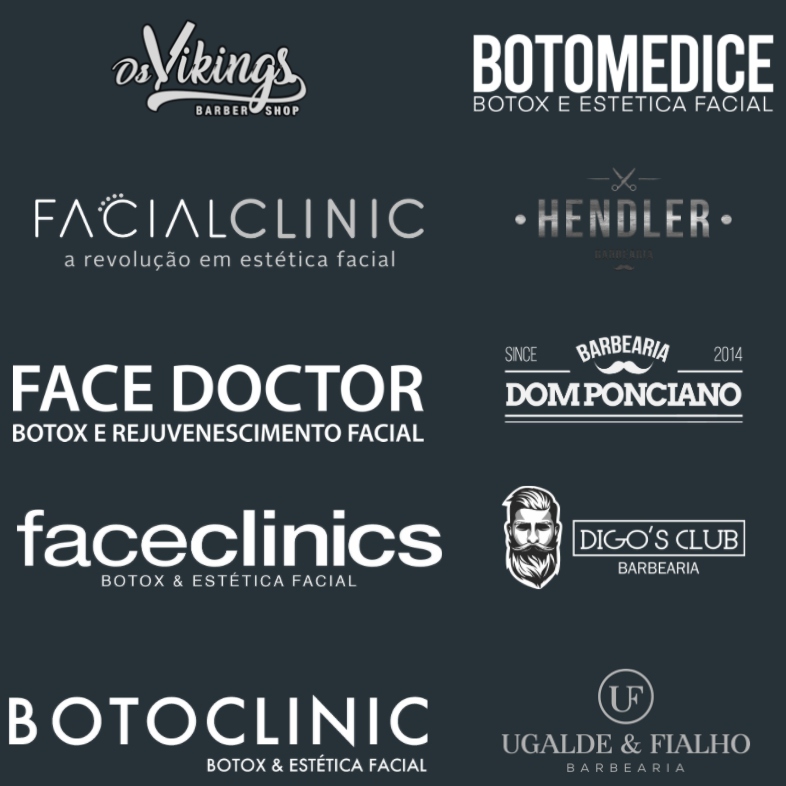 Os Vikings
BARBER SHOP
BOTOMEDICE
BOTOX E ESTETICA FACIAL
FACIALCLINIC
a revolução em estética facial
HENDLER
FACE DOCTOR
BOTOX E REJUVENESCIMENTO FACIAL
SINCE BARBEARIA 2014
DOM PONCIANO
faceclinics
BOTOX & ESTÉTICA FACIAL
DIGO'S CLUB
BARBEARIA
BOTOCLINIC
BOTOX & ESTÉTICA FACIAL
UF
UGALDE & FIALHO
BARBEARIA